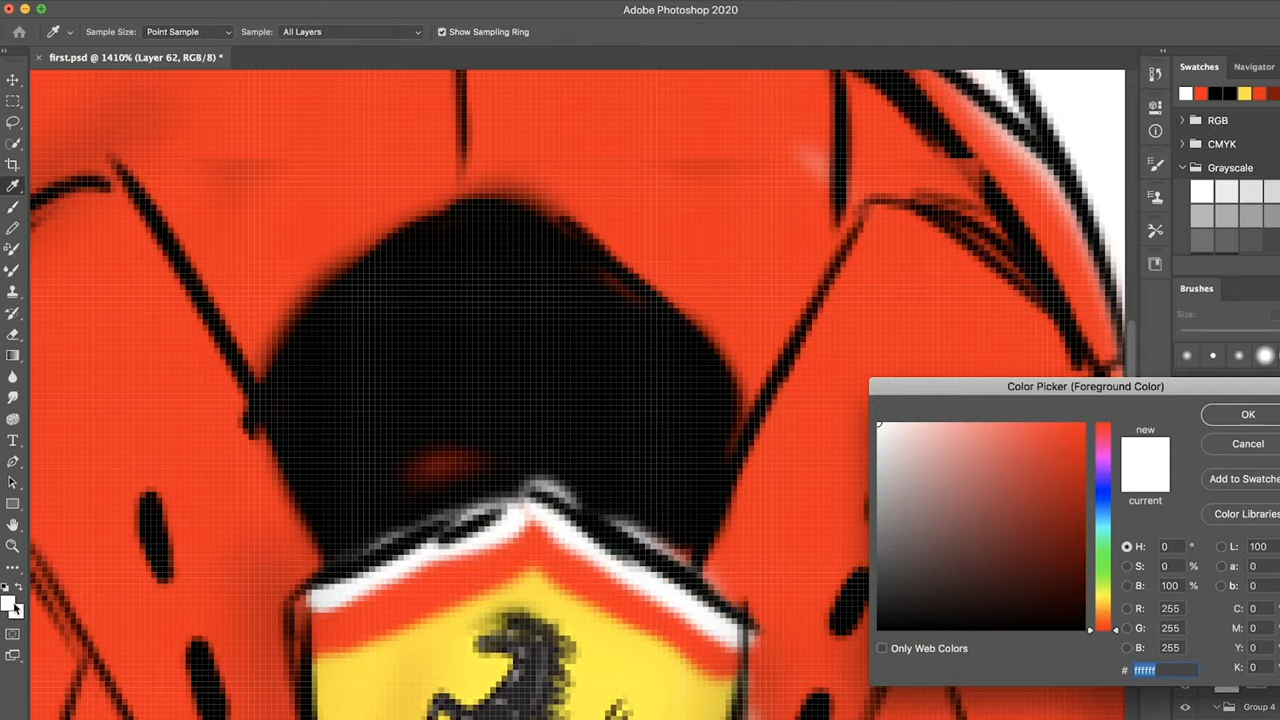 Adobe Photoshop 2020
Sample Size: Point Sample Sample: All Layers Show Sampling Ring
first.psd @ 1410% (Layer 62, RGB/8) *
Swatches Navigator
RGB
CMYK
Grayscale
Brushes
Size:
Color Picker (Foreground Color)
new
current
OK
Cancel
Add to Swatche
Color Libraries
H: 0 ° L: 100
S: 0 % a: 0
B: 100 % b: 0
R: 255 C: 0
G: 255 M: 0
B: 255 Y: 0
# ffffff K: 0
Only Web Colors
Group 4